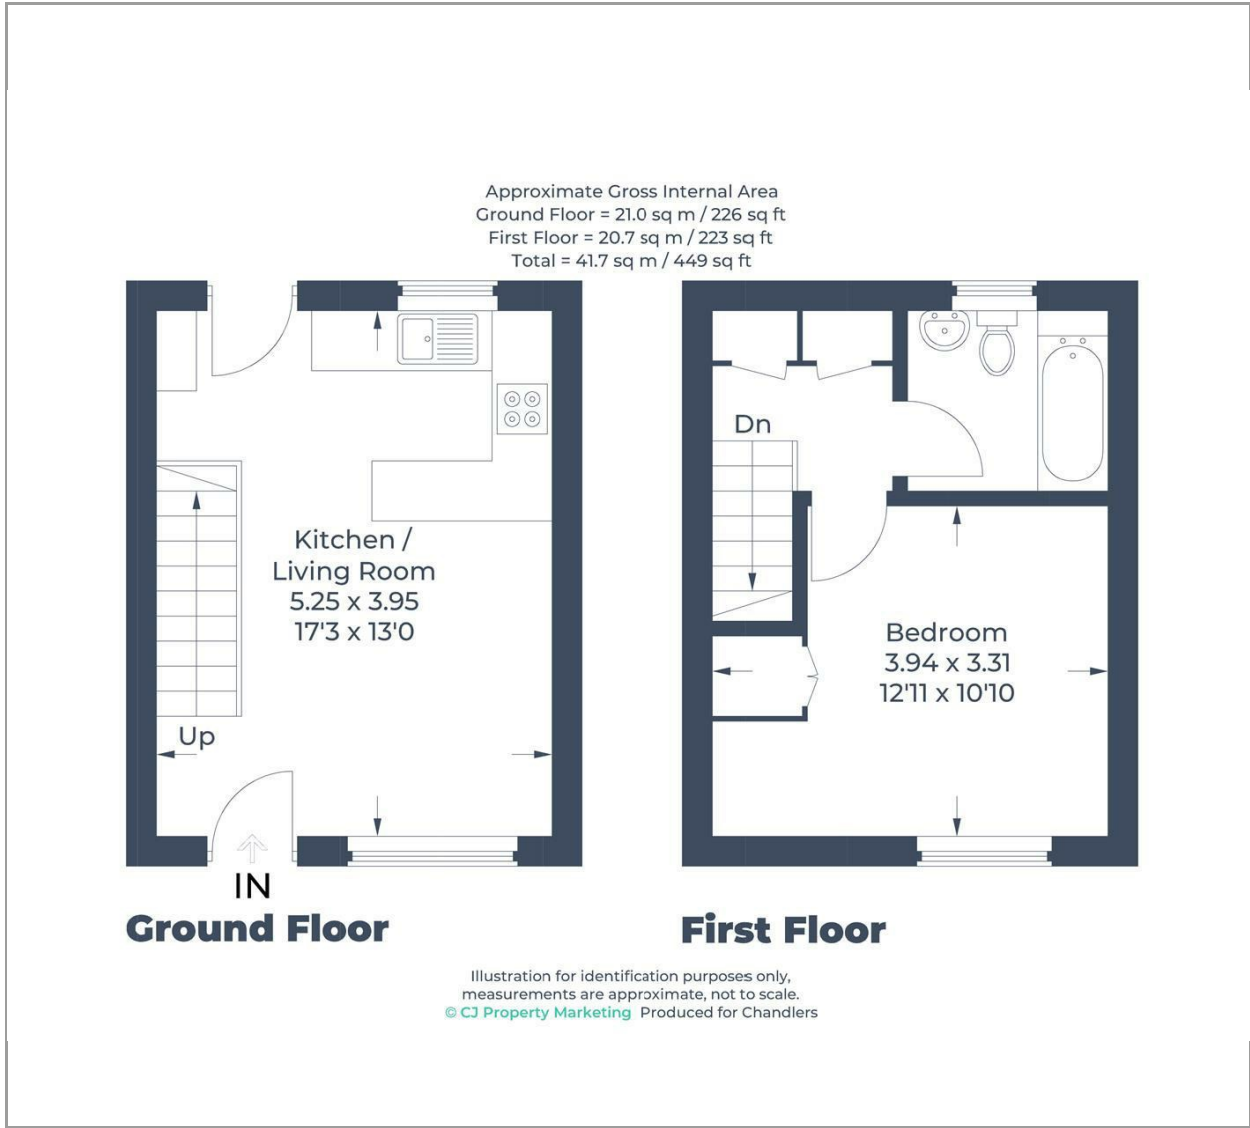 Approximate Gross Internal Area
Ground Floor = 21.0 sq m / 226 sq ft
First Floor = 20.7 sq m / 223 sq ft
Total = 41.7 sq m / 449 sq ft
Kitchen /
Living Room
5.25 x 3.95
17'3 x 13'0
Up
IN
Ground Floor
Dn
Bedroom
3.94 x 3.31
12'11 x 10'10
First Floor
Illustration for identification purposes only,
measurements are approximate, not to scale.
© CJ Property Marketing Produced for Chandlers